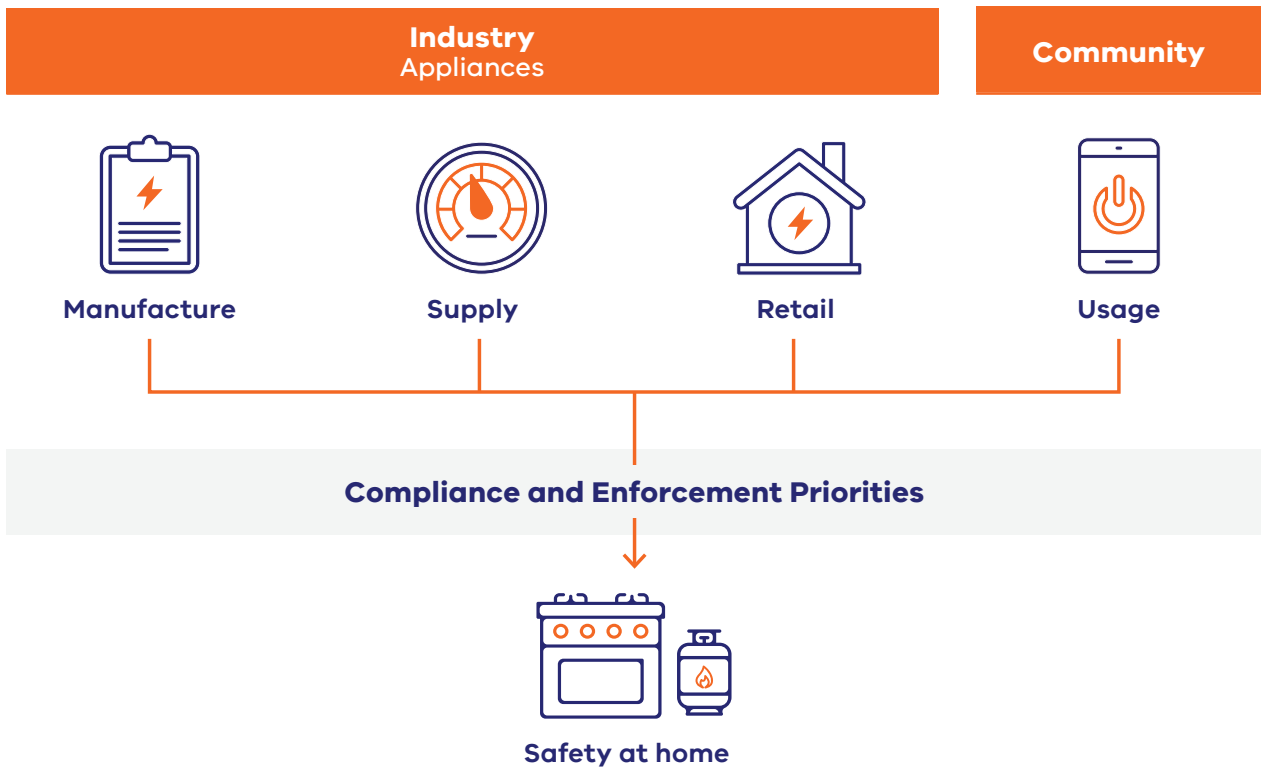 Industry
Appliances
Community
Manufacture
Supply
Retail
Usage
Compliance and Enforcement Priorities
Safety at home